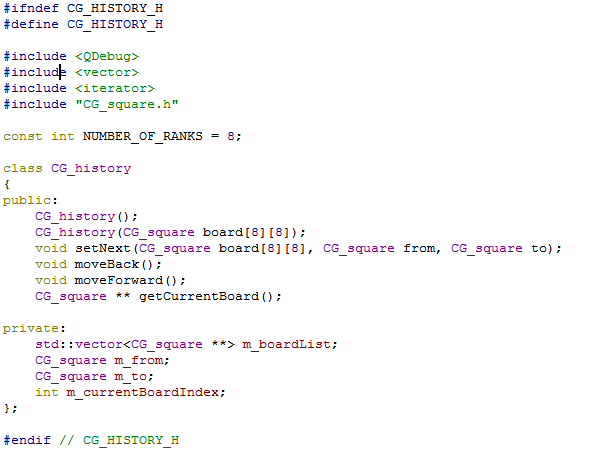 #ifndef CG_HISTORY_H
#define CG_HISTORY_H

#include <QDebug>
#include <vector>
#include <iterator>
#include "CG_square.h"

const int NUMBER_OF_RANKS = 8;

class CG_history
{
public:
    CG_history();
    CG_history(CG_square board[8][8]);
    void setNext(CG_square board[8][8], CG_square from, CG_square to);
    void moveBack();
    void moveForward();
    CG_square ** getCurrentBoard();

private:
    std::vector<CG_square **> m_boardList;
    CG_square m_from;
    CG_square m_to;
    int m_currentBoardIndex;
};

#endif // CG_HISTORY_H